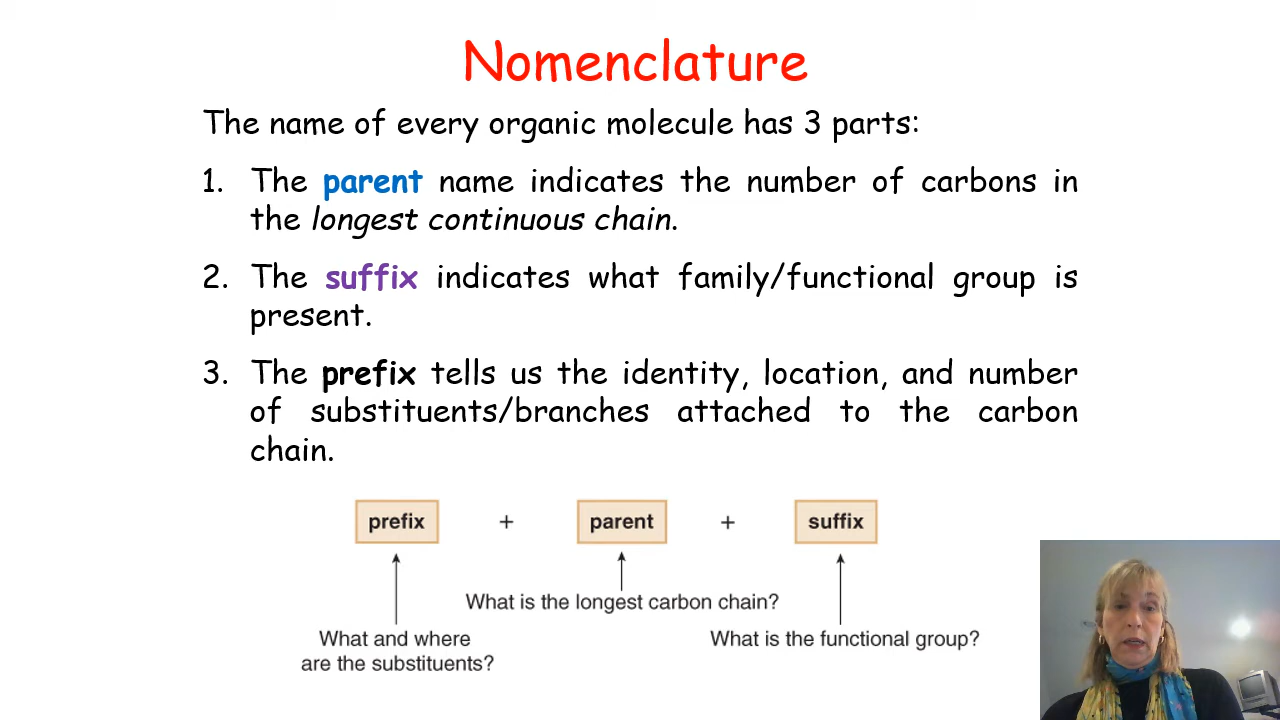 Nomenclature
The name of every organic molecule has 3 parts:
1. The parent name indicates the number of carbons in
the longest continuous chain.
2. The suffix indicates what family/functional group is
present.
3. The prefix tells us the identity, location, and number
of substituents/branches attached to the carbon
chain.
prefix + parent + suffix
What is the longest carbon chain?
What and where
are the substituents?
What is the functional group?